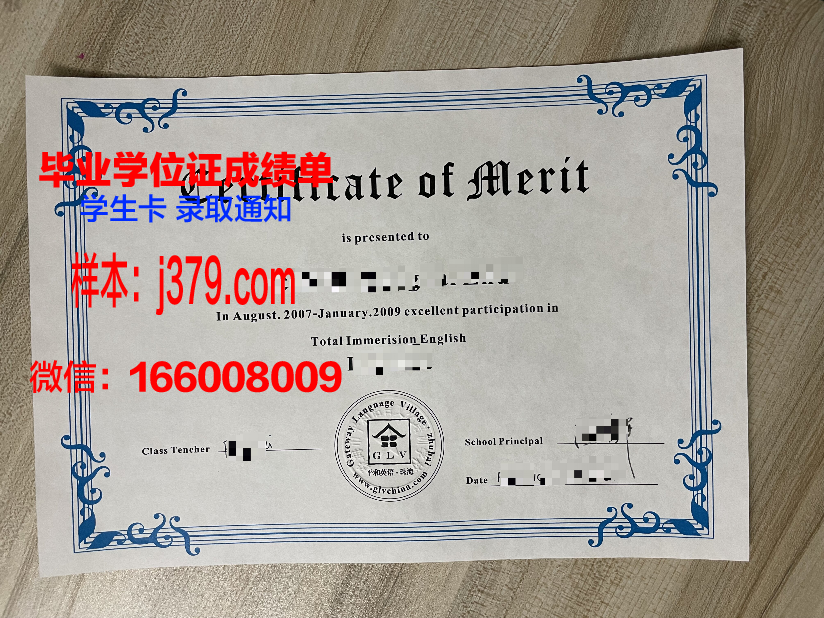 毕业学位证成绩单
Certificate of Merit
学生卡 录取通知
is presented to
样本：j379.com
In August. 2007-January.2009 excellent participation in
Total Immerision English
微信：166008009
Gateway Language Village · zhuhai
GLV
www.glvchina.com
Class Tencher
School Principal
Date